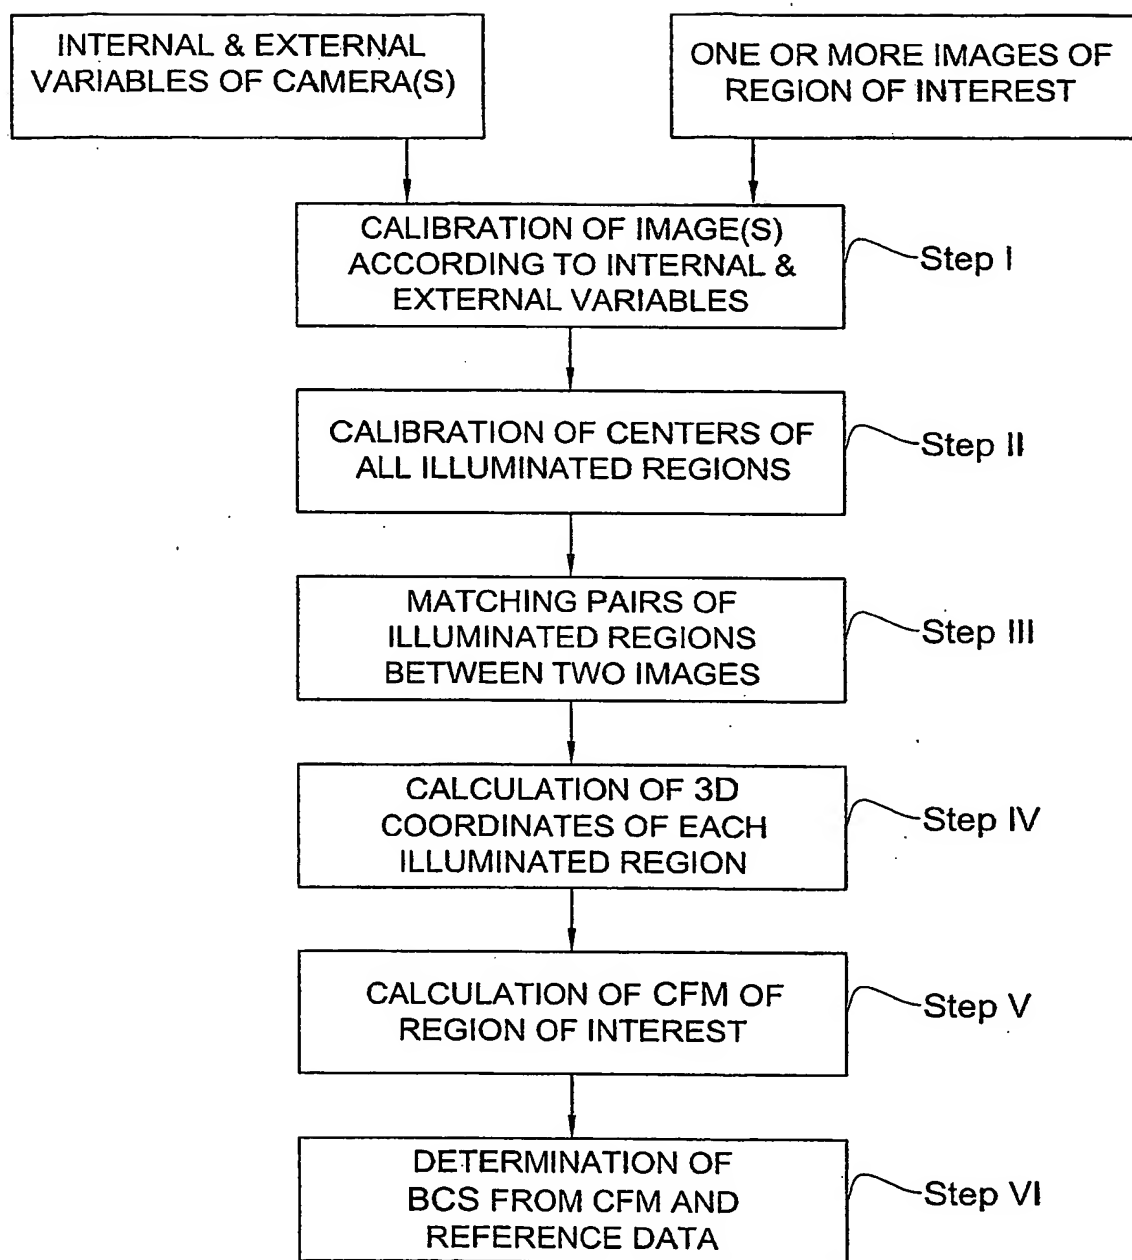 INTERNAL & EXTERNAL
VARIABLES OF CAMERA(S)
ONE OR MORE IMAGES OF
REGION OF INTEREST
CALIBRATION OF IMAGE(S)
ACCORDING TO INTERNAL &
EXTERNAL VARIABLES
Step I
CALIBRATION OF CENTERS OF
ALL ILLUMINATED REGIONS
Step II
MATCHING PAIRS OF
ILLUMINATED REGIONS
BETWEEN TWO IMAGES
Step III
CALCULATION OF 3D
COORDINATES OF EACH
ILLUMINATED REGION
Step IV
CALCULATION OF CFM OF
REGION OF INTEREST
Step V
DETERMINATION OF
BCS FROM CFM AND
REFERENCE DATA
Step VI